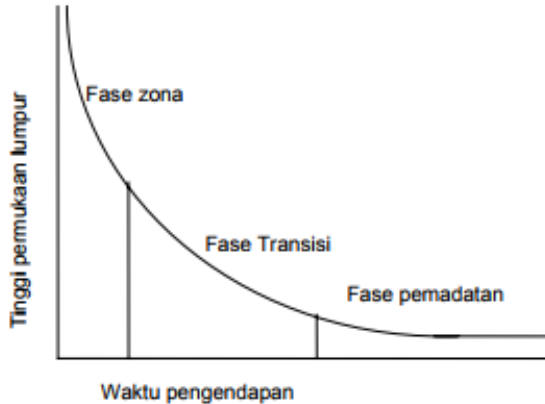 Fase zona
Tinggi permukaan lumpur
Fase Transisi
Fase pemadatan
Waktu pengendapan